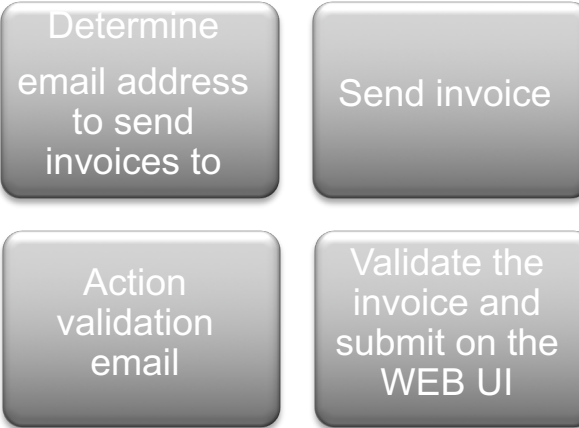 Determine
email address
to send
invoices to
Send invoice
Action
validation
email
Validate the
invoice and
submit on the
WEB UI